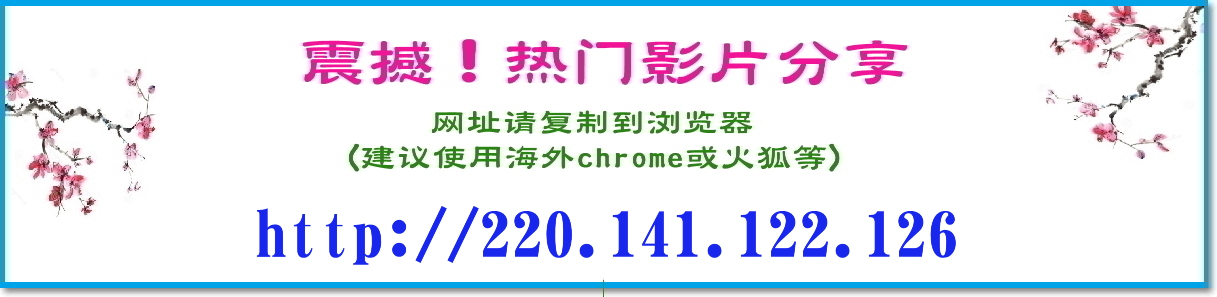 震撼！热门影片分享
网址请复制到浏览器
(建议使用海外chrome或火狐等)
http://220.141.122.126